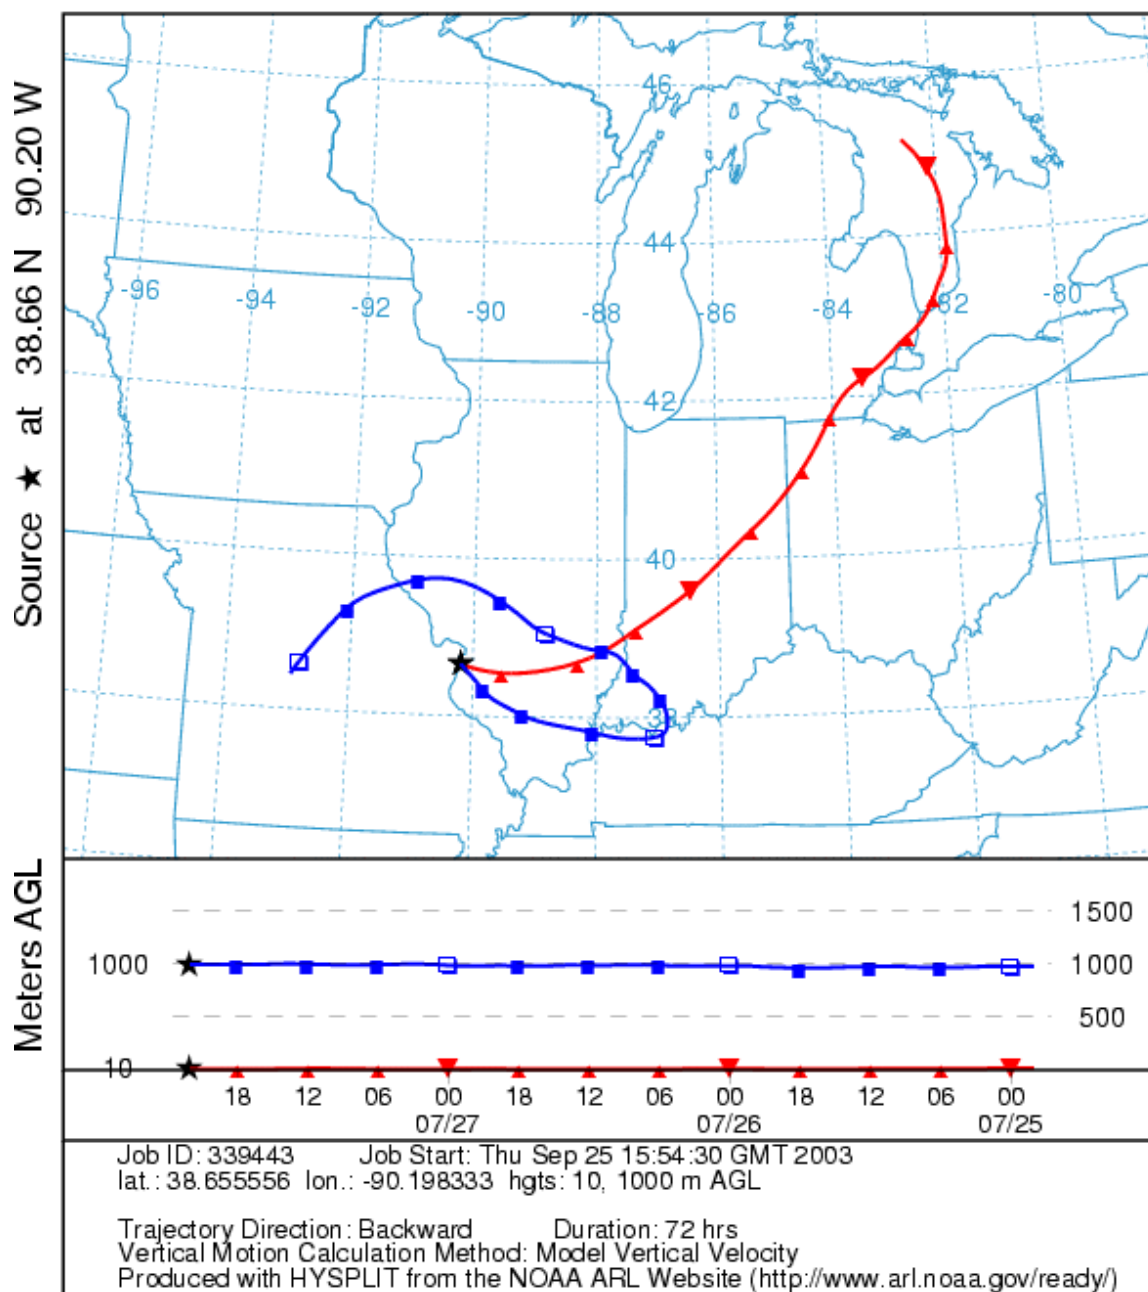 Source ★ at 38.66 N 90.20 W
46
44
-96
-94
-92
-90
-88
-86
-84
-82
-80
42
40
38
Meters AGL
1500
1000
1000
500
10
18 12 06 00 18 12 06 00 18 12 06 00
07/27 07/26 07/25
Job ID: 339443 Job Start: Thu Sep 25 15:54:30 GMT 2003
lat.: 38.655556 lon.: -90.198333 hgts: 10, 1000 m AGL
Trajectory Direction: Backward Duration: 72 hrs
Vertical Motion Calculation Method: Model Vertical Velocity
Produced with HYSPLIT from the NOAA ARL Website (http://www.arl.noaa.gov/ready/)